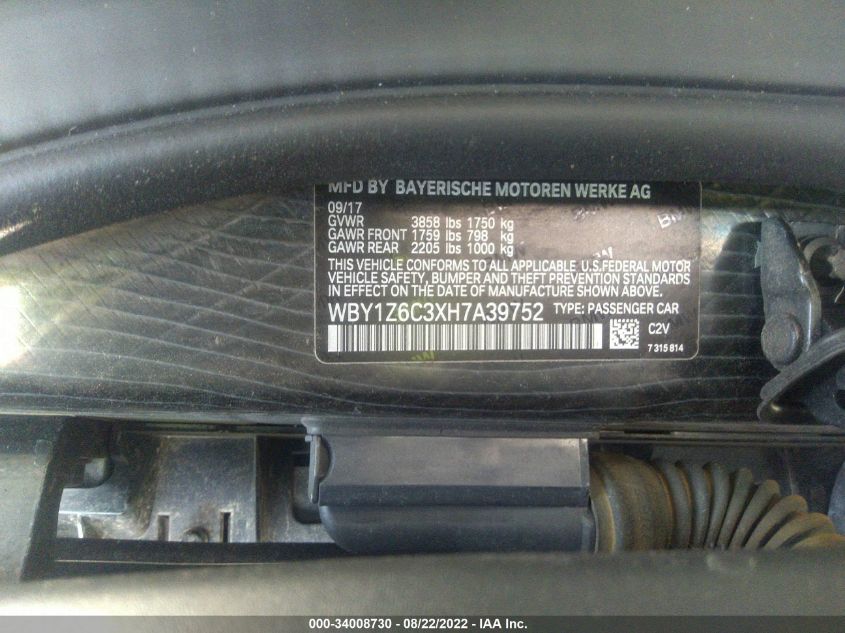 MFD BY BAYERISCHE MOTOREN WERKE AG
09/17
GVWR 3858 lbs 1750 kg
GAWR FRONT 1759 lbs 798 kg
GAWR REAR 2205 lbs 1000 kg
THIS VEHICLE CONFORMS TO ALL APPLICABLE U.S.FEDERAL MOTOR
VEHICLE SAFETY, BUMPER AND THEFT PREVENTION STANDARDS
IN EFFECT ON THE DATE OF MANUFACTURE SHOWN ABOVE.
WBY1Z6C3XH7A39752 TYPE: PASSENGER CAR
C2V
7 315 814
000-34008730 - 08/22/2022 - IAA Inc.